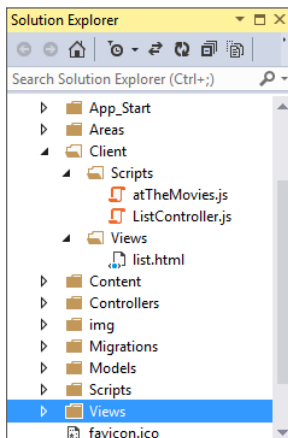 Solution Explorer
Search Solution Explorer (Ctrl+;)
App_Start
Areas
Client
Scripts
atTheMovies.js
ListController.js
Views
list.html
Content
Controllers
img
Migrations
Models
Scripts
Views
favicon.ico